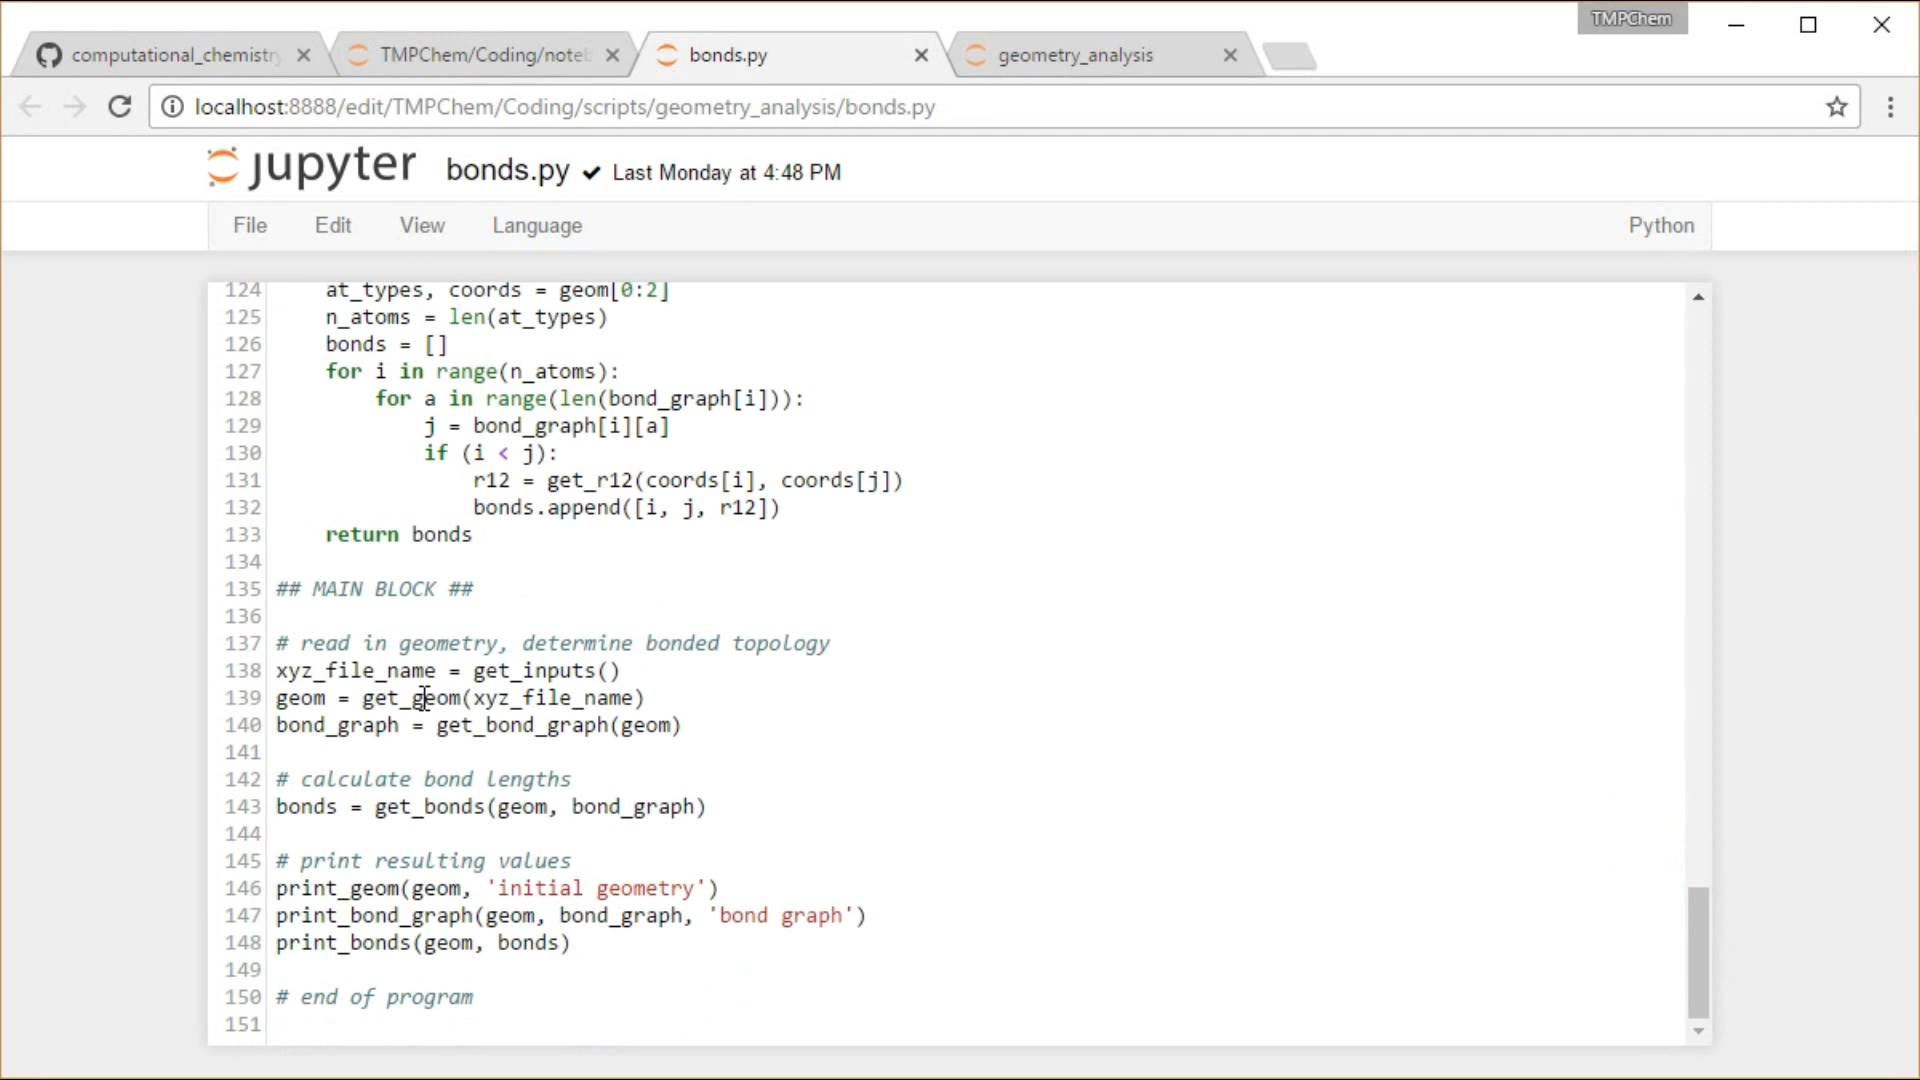 TMPChem
computational_chemistry
TMPChem/Coding/note
bonds.py
geometry_analysis
localhost:8888/edit/TMPChem/Coding/scripts/geometry_analysis/bonds.py
jupyter bonds.py ✔ Last Monday at 4:48 PM
File Edit View Language Python
124 at_types, coords = geom[0:2]
125 n_atoms = len(at_types)
126 bonds = []
127 for i in range(n_atoms):
128 for a in range(len(bond_graph[i])):
129 j = bond_graph[i][a]
130 if (i < j):
131 r12 = get_r12(coords[i], coords[j])
132 bonds.append([i, j, r12])
133 return bonds
134
135 ## MAIN BLOCK ##
136
137 # read in geometry, determine bonded topology
138 xyz_file_name = get_inputs()
139 geom = get_geom(xyz_file_name)
140 bond_graph = get_bond_graph(geom)
141
142 # calculate bond lengths
143 bonds = get_bonds(geom, bond_graph)
144
145 # print resulting values
146 print_geom(geom, 'initial geometry')
147 print_bond_graph(geom, bond_graph, 'bond graph')
148 print_bonds(geom, bonds)
149
150 # end of program
151